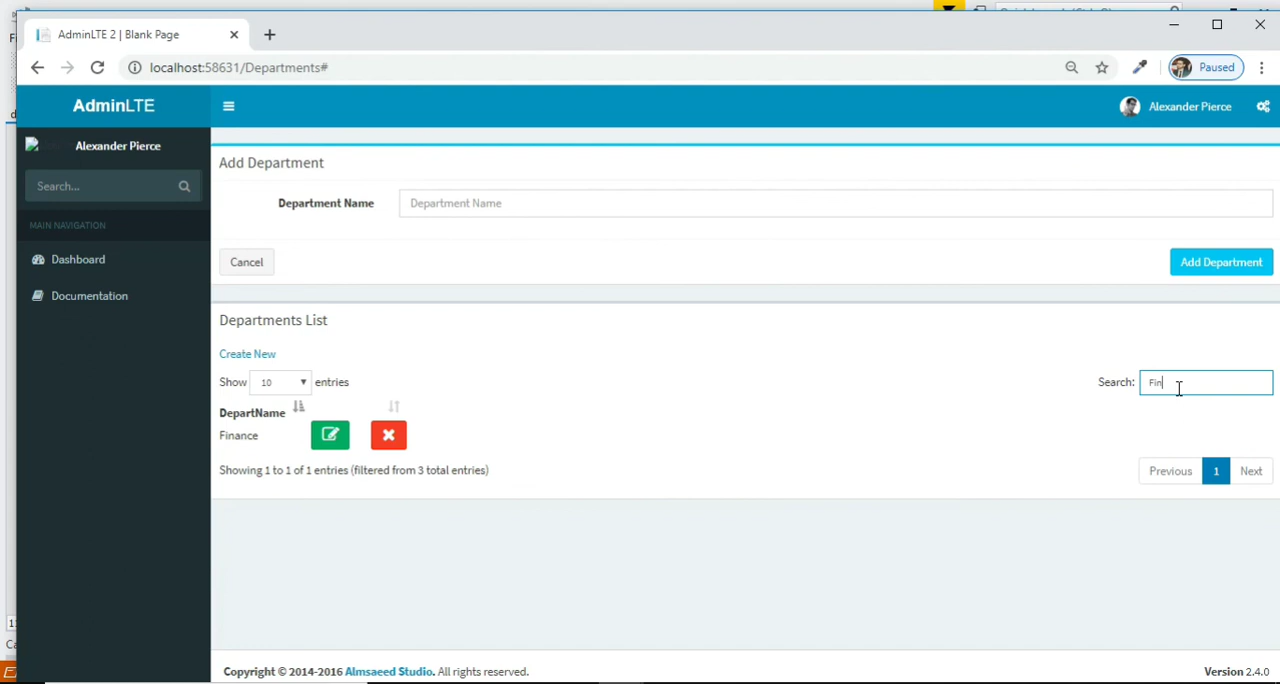 AdminLTE 2 | Blank Page
localhost:58631/Departments#
Paused
AdminLTE
Alexander Pierce
Alexander Pierce
Search...
MAIN NAVIGATION
Dashboard
Documentation
Add Department
Department Name
Department Name
Cancel
Add Department
Departments List
Create New
Show 10 entries
Search: Fin
DepartName
Finance
Showing 1 to 1 of 1 entries (filtered from 3 total entries)
Previous 1 Next
Copyright © 2014-2016 Almsaeed Studio. All rights reserved.
Version 2.4.0